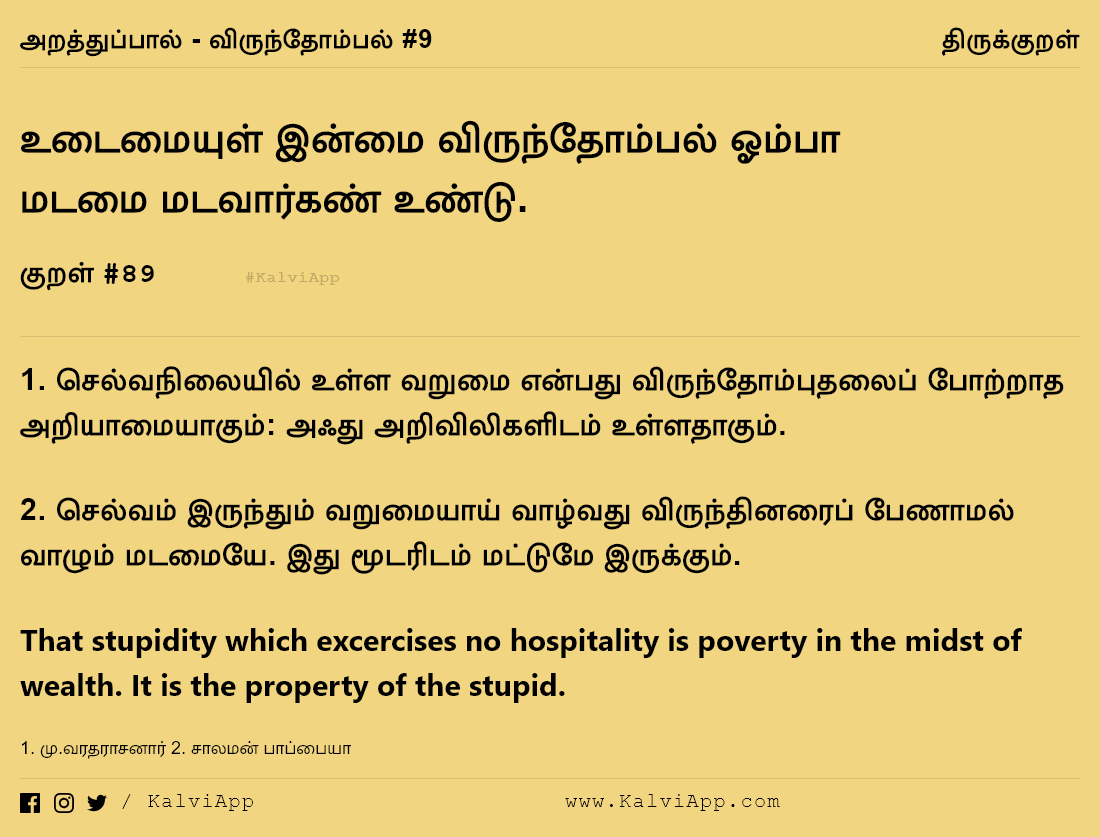 அறத்துப்பால் - விருந்தோம்பல் #9
திருக்குறள்
உடைமையுள் இன்மை விருந்தோம்பல் ஓம்பா
மடமை மடவார்கண் உண்டு.
குறள் #89
#KalviApp
1. செல்வநிலையில் உள்ள வறுமை என்பது விருந்தோம்புதலைப் போற்றாத
அறியாமையாகும்: அஃது அறிவிலிகளிடம் உள்ளதாகும்.
2. செல்வம் இருந்தும் வறுமையாய் வாழ்வது விருந்தினரைப் பேணாமல்
வாழும் மடமையே. இது மூடரிடம் மட்டுமே இருக்கும்.
That stupidity which excercises no hospitality is poverty in the midst of
wealth. It is the property of the stupid.
1. மு.வரதராசனார் 2. சாலமன் பாப்பையா
/ KalviApp
www.KalviApp.com